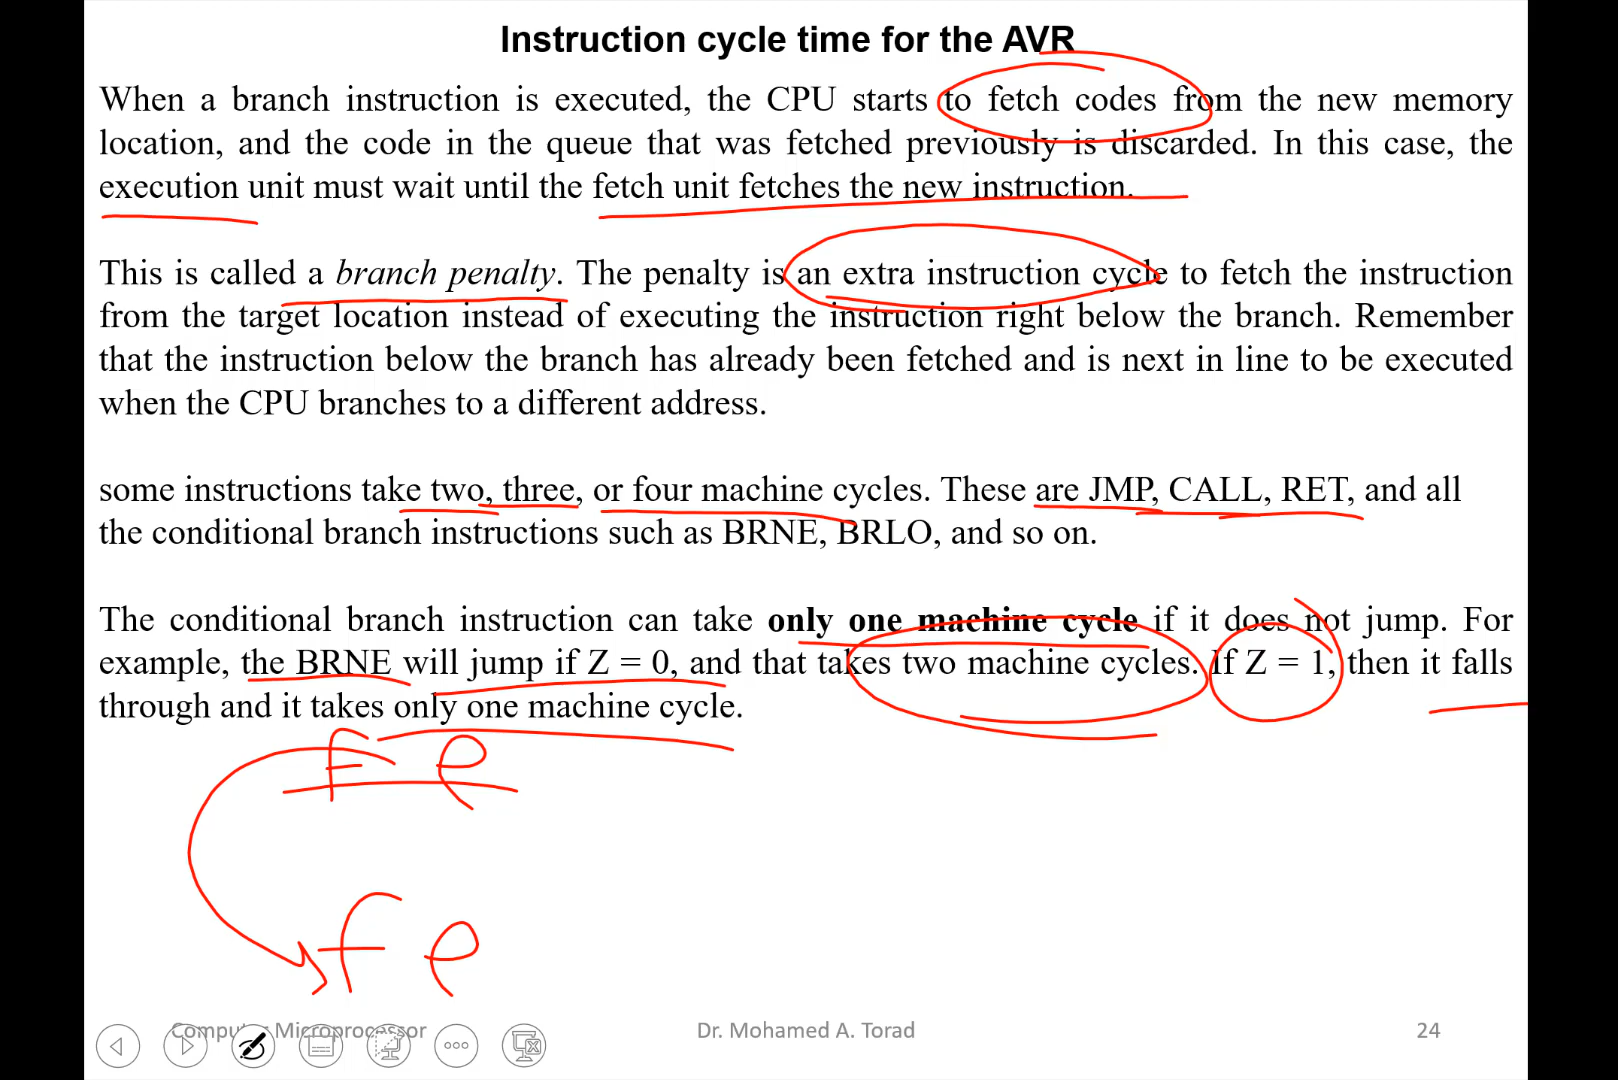 Instruction cycle time for the AVR
When a branch instruction is executed, the CPU starts to fetch codes from the new memory
location, and the code in the queue that was fetched previously is discarded. In this case, the
execution unit must wait until the fetch unit fetches the new instruction.
This is called a branch penalty. The penalty is an extra instruction cycle to fetch the instruction
from the target location instead of executing the instruction right below the branch. Remember
that the instruction below the branch has already been fetched and is next in line to be executed
when the CPU branches to a different address.
some instructions take two, three, or four machine cycles. These are JMP, CALL, RET, and all
the conditional branch instructions such as BRNE, BRLO, and so on.
The conditional branch instruction can take only one machine cycle if it does not jump. For
example, the BRNE will jump if Z = 0, and that takes two machine cycles. If Z = 1, then it falls
through and it takes only one machine cycle.
F e
F e
Computer Microprocessor
Dr. Mohamed A. Torad
24